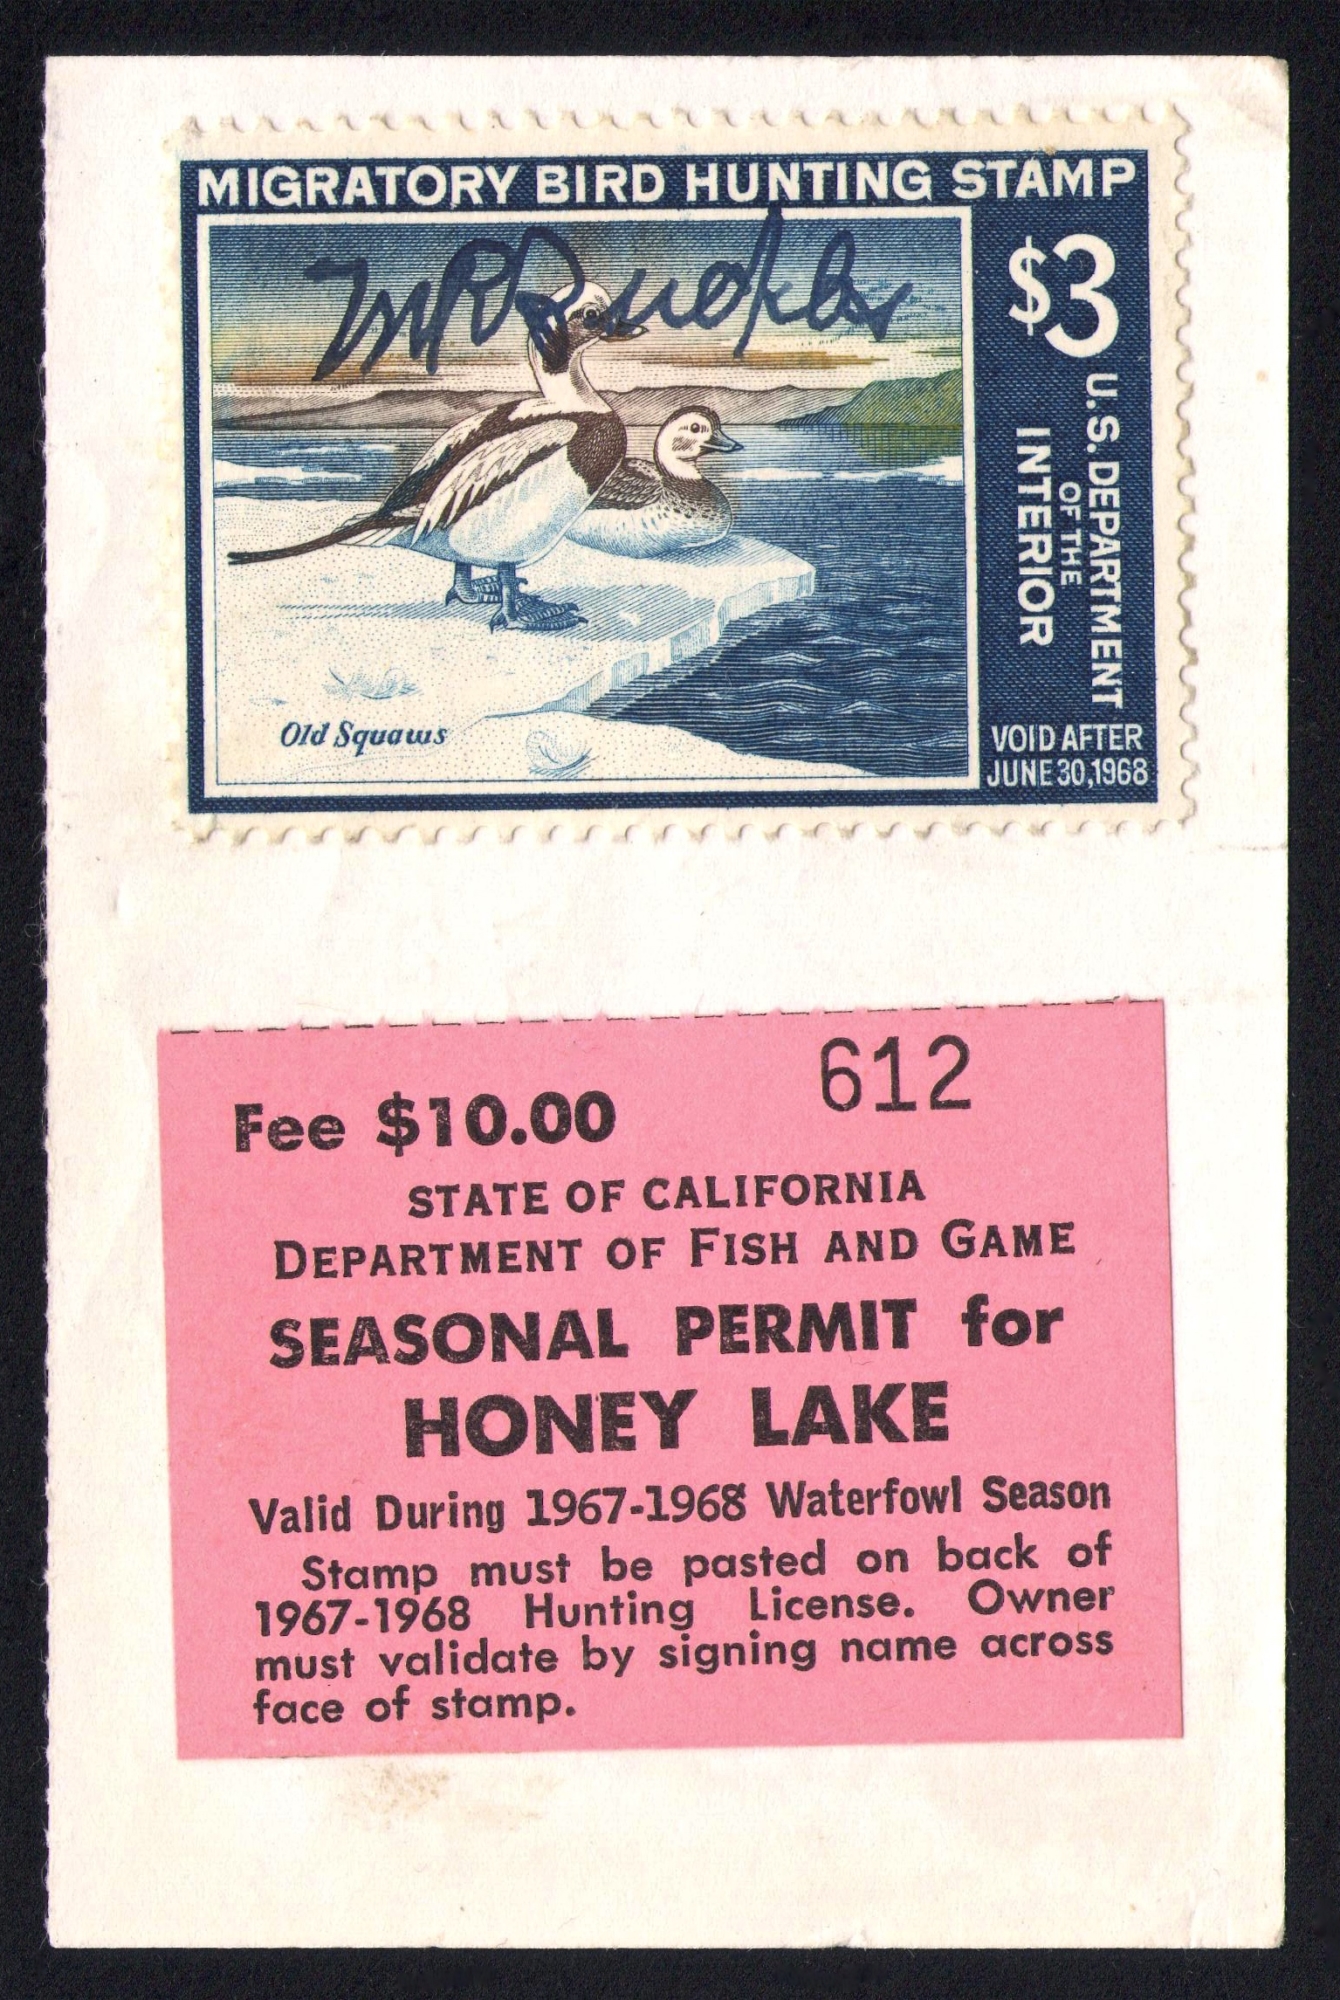 MIGRATORY BIRD HUNTING STAMP
$3
U.S. DEPARTMENT
OF THE
INTERIOR
Old Squaws
VOID AFTER
JUNE 30, 1968
612
Fee $10.00
STATE OF CALIFORNIA
DEPARTMENT OF FISH AND GAME
SEASONAL PERMIT for
HONEY LAKE
Valid During 1967-1968 Waterfowl Season
Stamp must be pasted on back of
1967-1968 Hunting License. Owner
must validate by signing name across
face of stamp.